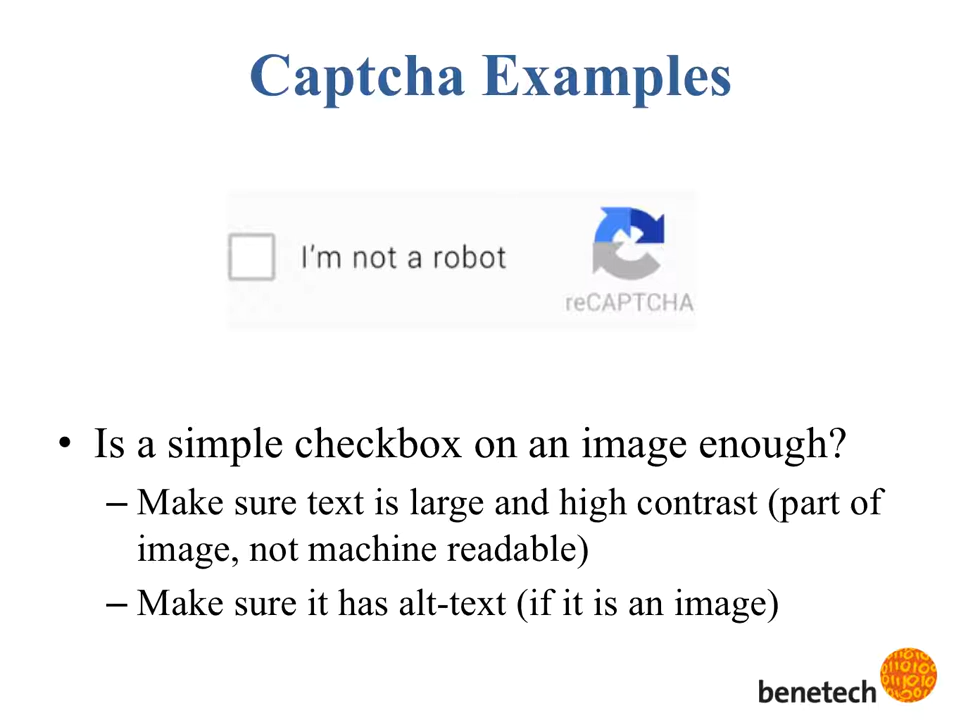 Captcha Examples
I'm not a robot
reCAPTCHA
• Is a simple checkbox on an image enough?
– Make sure text is large and high contrast (part of
image, not machine readable)
– Make sure it has alt-text (if it is an image)
benetech